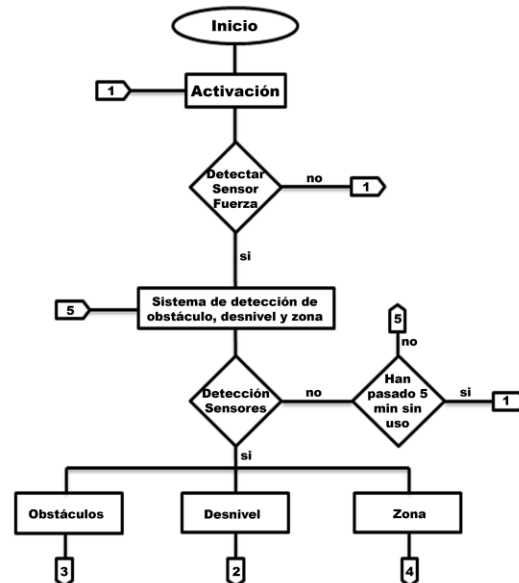 Inicio
1
Activación
Detectar
Sensor
Fuerza
no
1
si
5
Sistema de detección de
obstáculo, desnivel y zona
5
no
Detección
Sensores
no
Han
pasado 5
min sin
uso
si
1
si
Obstáculos
Desnivel
Zona
3
2
4